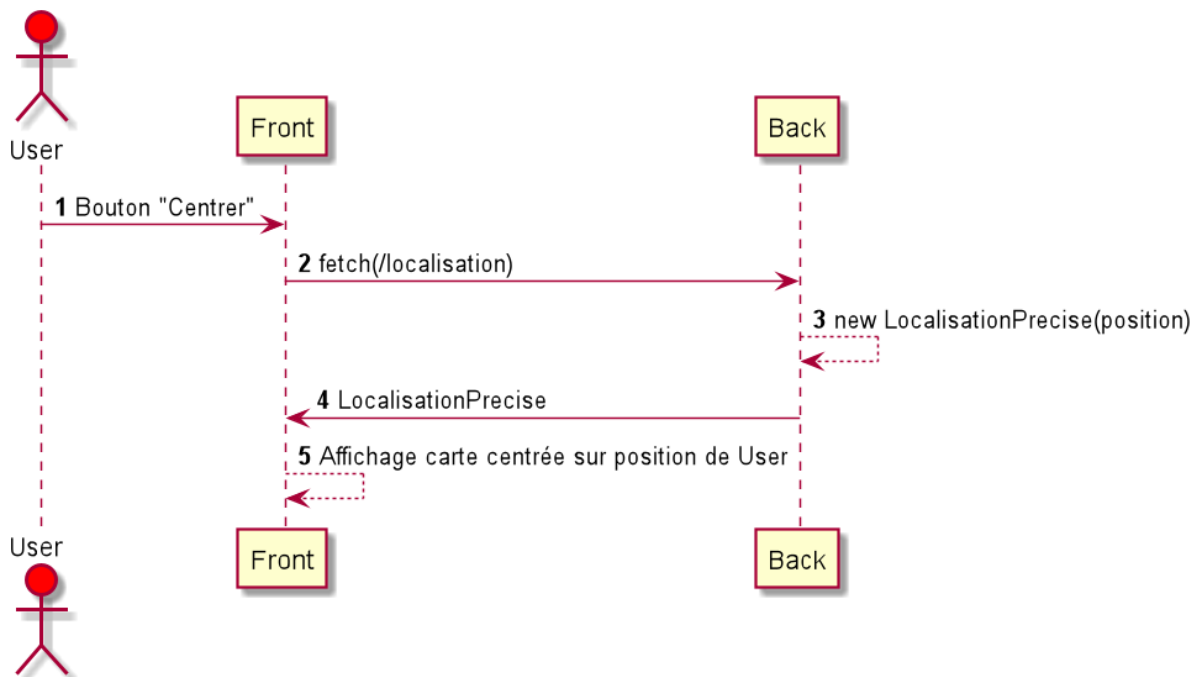 User
Front
Back
1 Bouton "Centrer"
2 fetch(/localisation)
3 new LocalisationPrecise(position)
4 LocalisationPrecise
5 Affichage carte centrée sur position de User
User
Front
Back